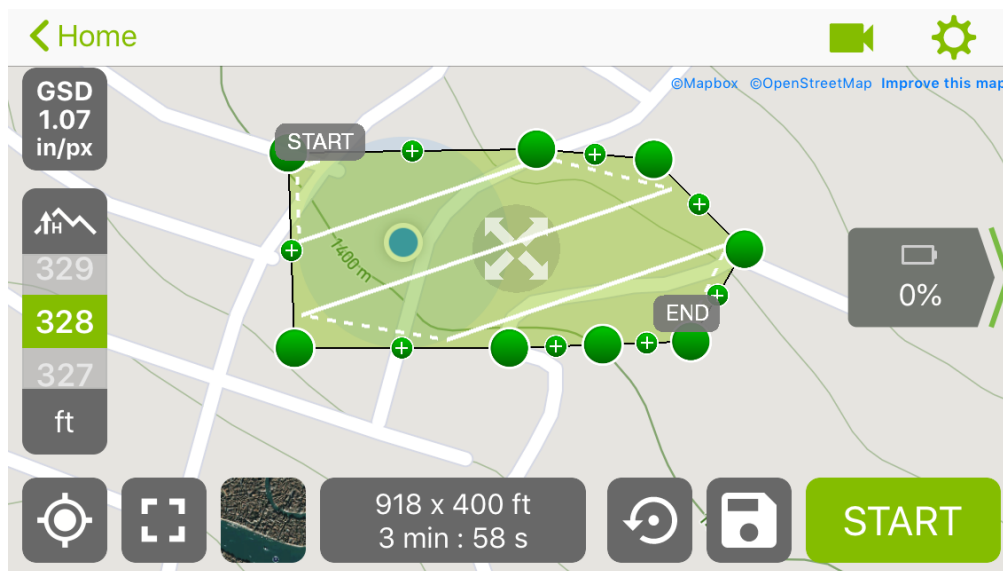 Home
©Mapbox ©OpenStreetMap Improve this map
GSD
1.07
in/px
START
H
329
328
327
ft
1400 m
0%
END
918 x 400 ft
3 min : 58 s
START